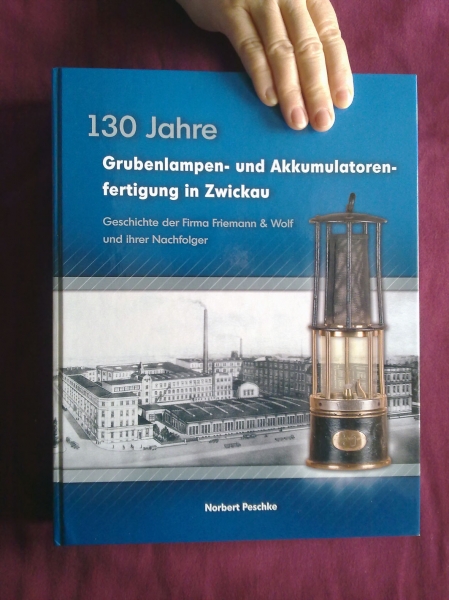 130 Jahre
Grubenlampen- und Akkumulatoren-
fertigung in Zwickau
Geschichte der Firma Friemann & Wolf
und ihrer Nachfolger
Norbert Peschke